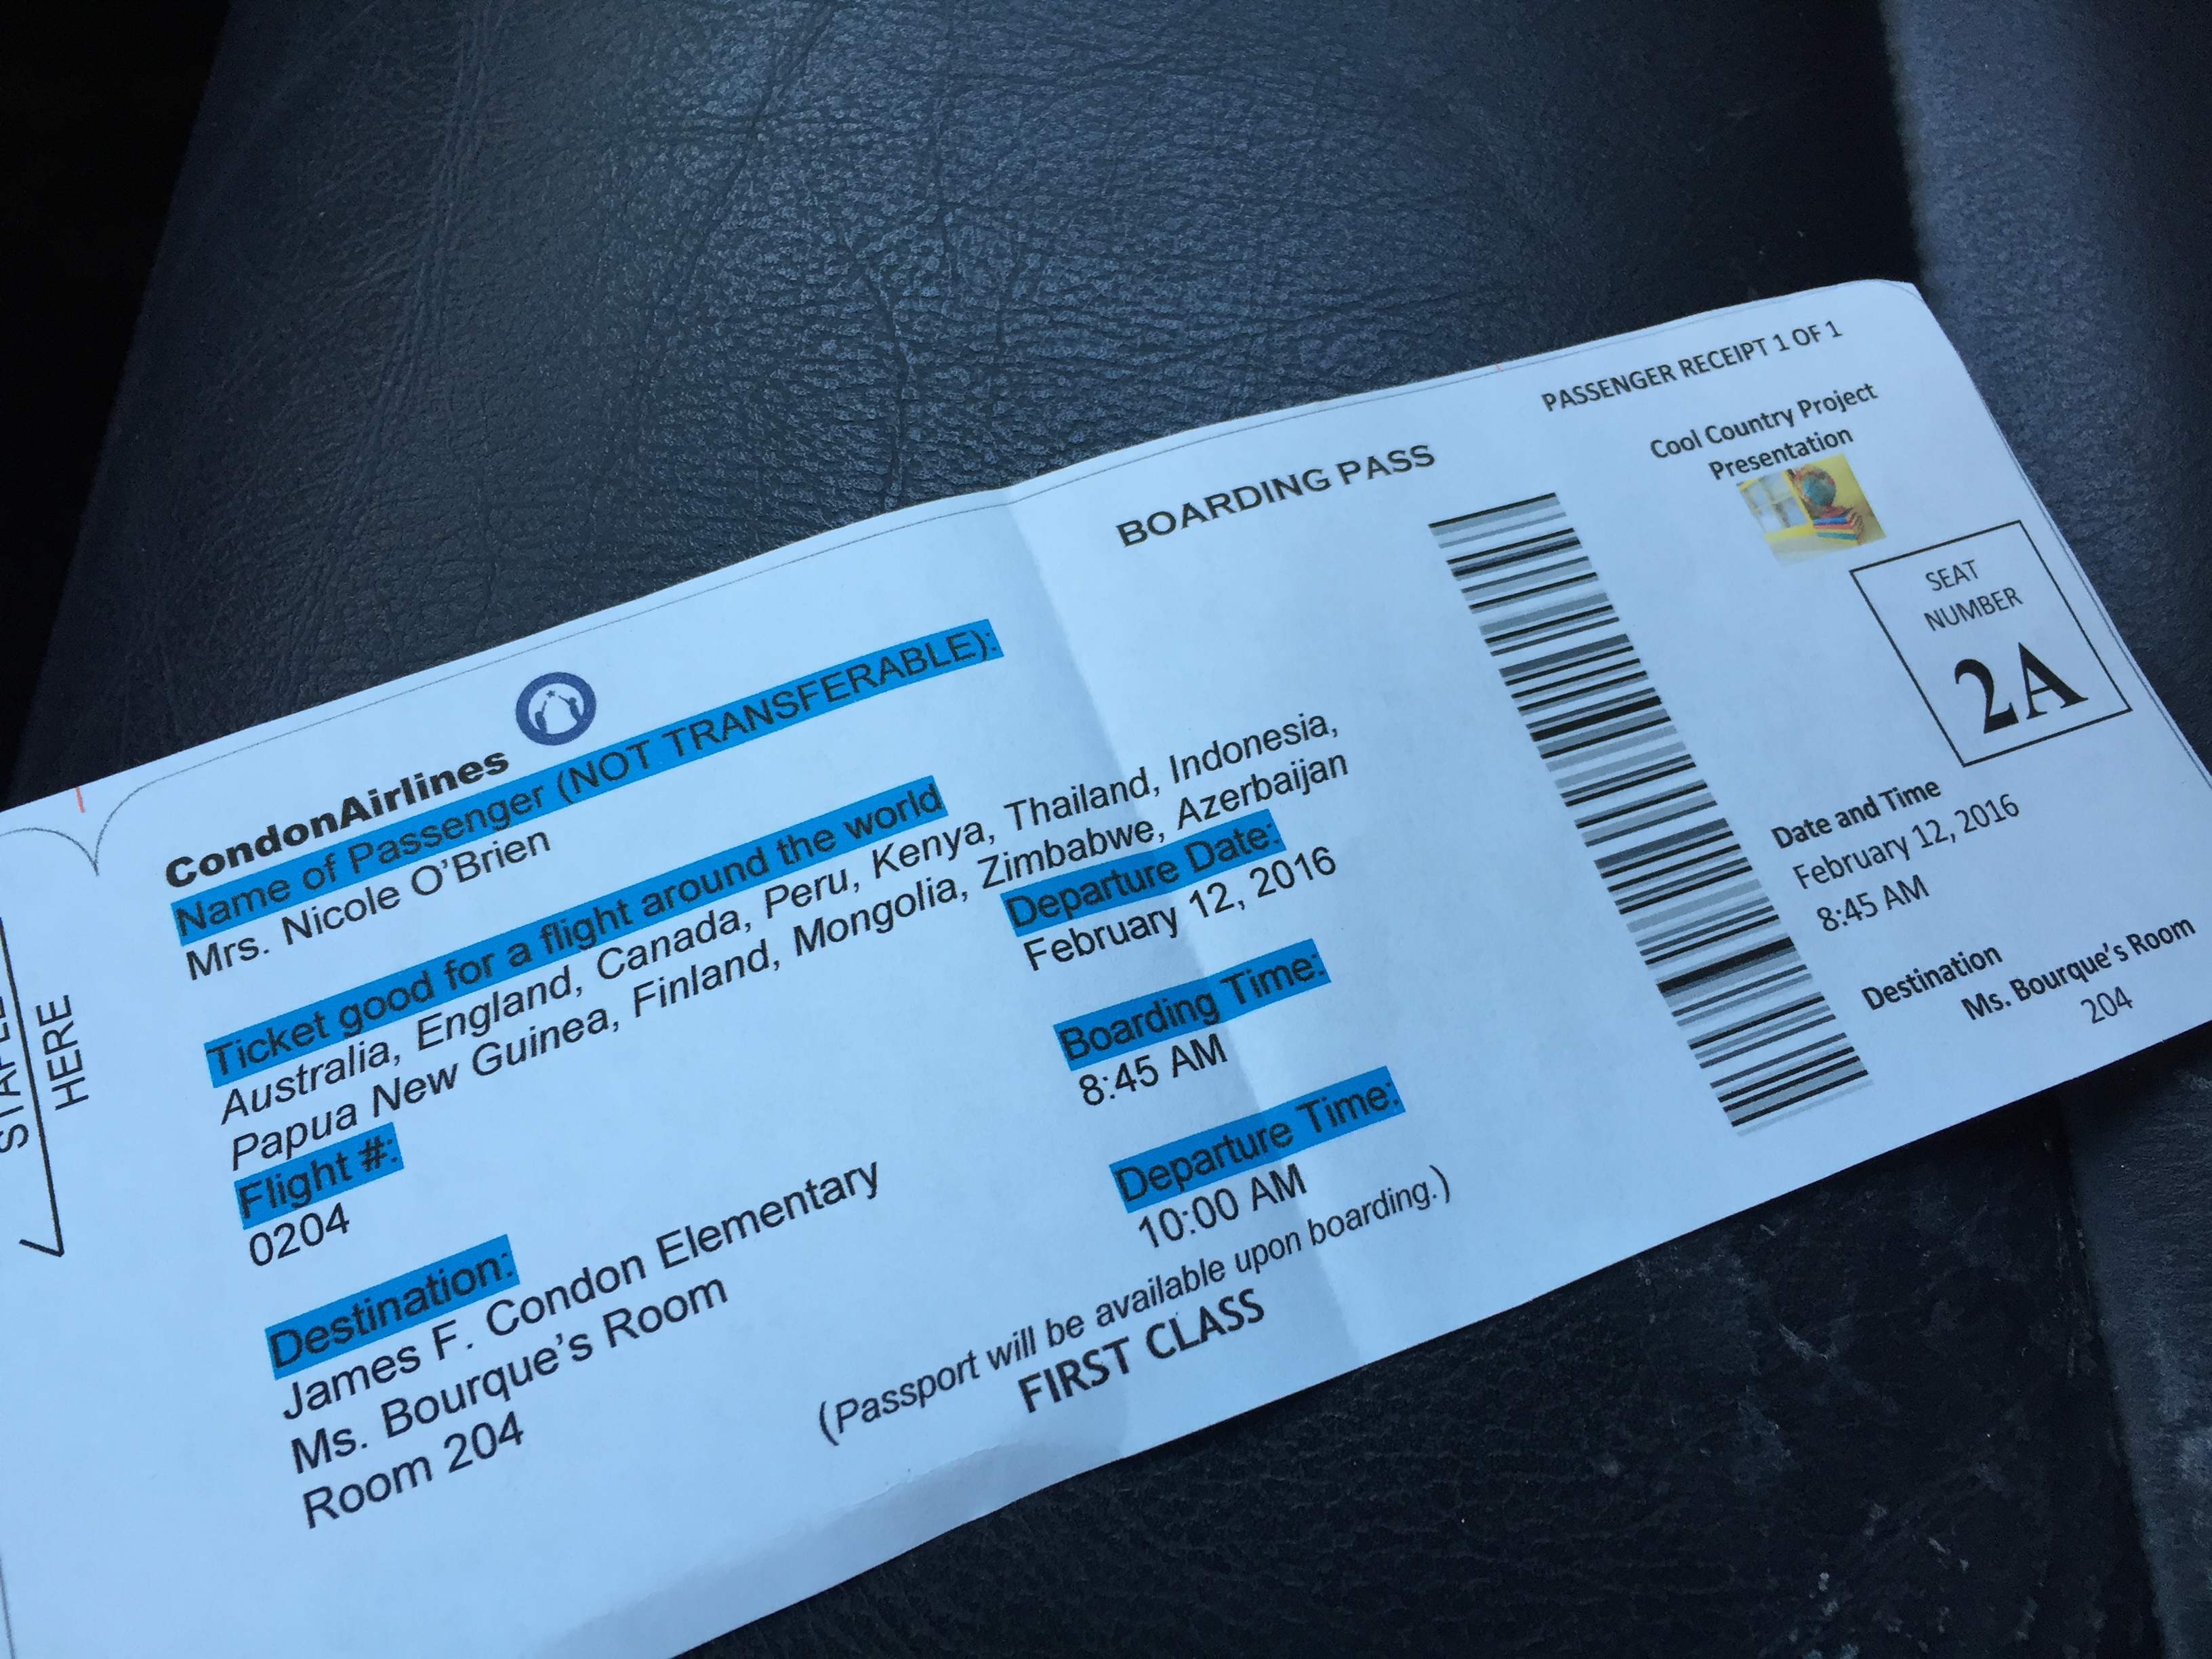 STAPLE
HERE
CondonAirlines
BOARDING PASS
Name of Passenger (NOT TRANSFERABLE):
Mrs. Nicole O'Brien
Ticket good for a flight around the world
Australia, England, Canada, Peru, Kenya, Thailand, Indonesia,
Papua New Guinea, Finland, Mongolia, Zimbabwe, Azerbaijan
Flight #:
0204
Destination:
James F. Condon Elementary
Ms. Bourque's Room
Room 204
Departure Date:
February 12, 2016
Boarding Time:
8:45 AM
Departure Time:
10:00 AM
(Passport will be available upon boarding.)
FIRST CLASS
PASSENGER RECEIPT 1 OF 1
Cool Country Project
Presentation
SEAT
NUMBER
2A
Date and Time
February 12, 2016
8:45 AM
Destination
Ms. Bourque's Room
204